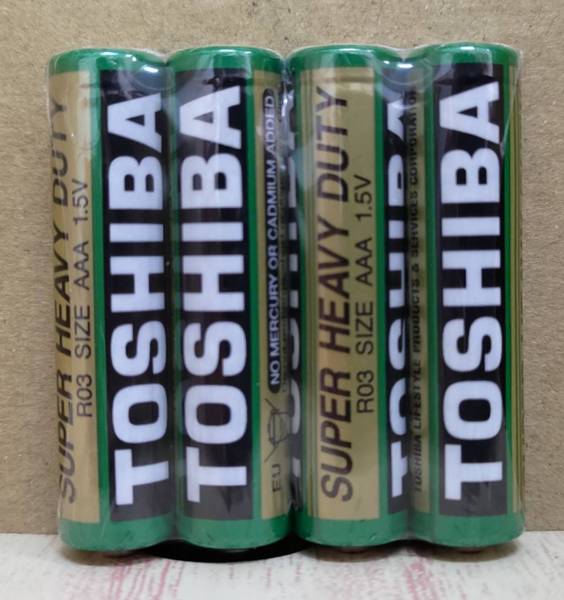 SUPER HEAVY DUTY
R03 SIZE AAA 1.5V
TOSHIBA
TOSHIBA
NO MERCURY OR CADMIUM ADDED
EU
SUPER HEAVY DUTY
R03 SIZE AAA 1.5V
TOSHIBA
TOSHIBA LIFESTYLE PRODUCTS & SERVICES CORPORATION
TOSHIBA